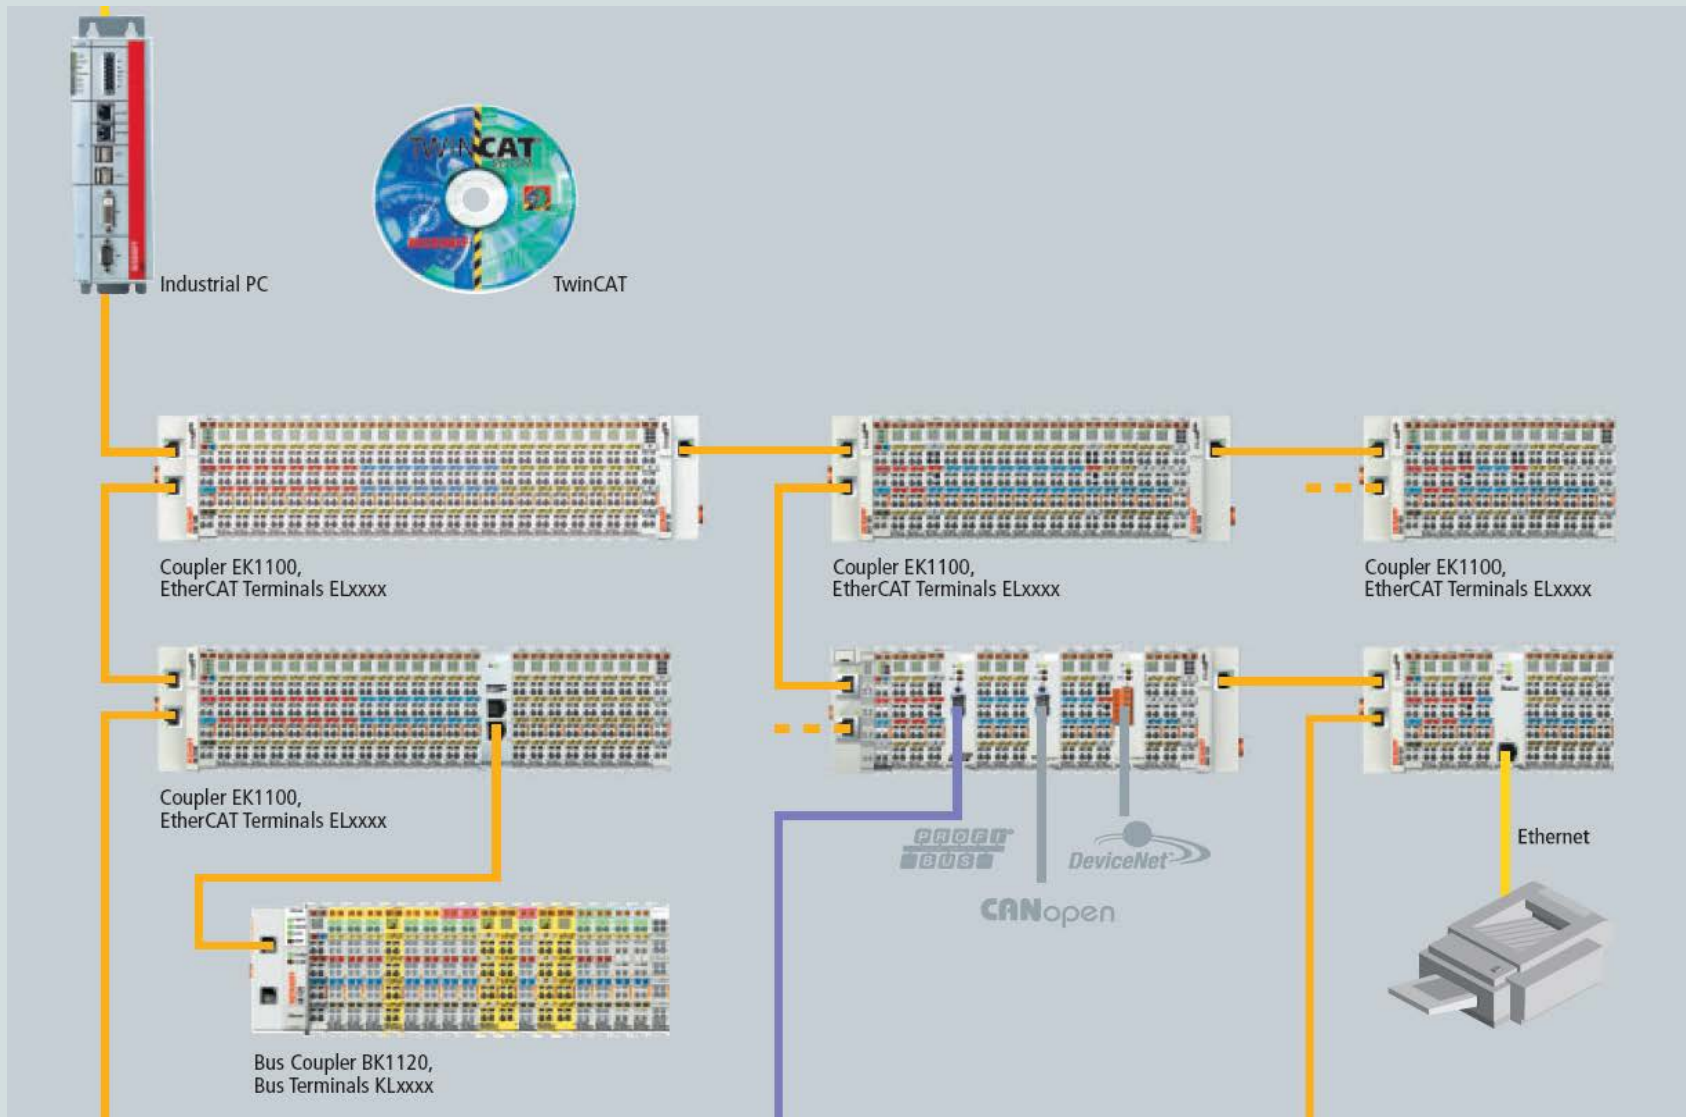 TWINCAT
Industrial PC
TwinCAT
Coupler EK1100,
EtherCAT Terminals ELxxxx
Coupler EK1100,
EtherCAT Terminals ELxxxx
Coupler EK1100,
EtherCAT Terminals ELxxxx
Coupler EK1100,
EtherCAT Terminals ELxxxx
PROFI
BUS
DeviceNet
CANopen
Ethernet
Bus Coupler BK1120,
Bus Terminals KLxxxx